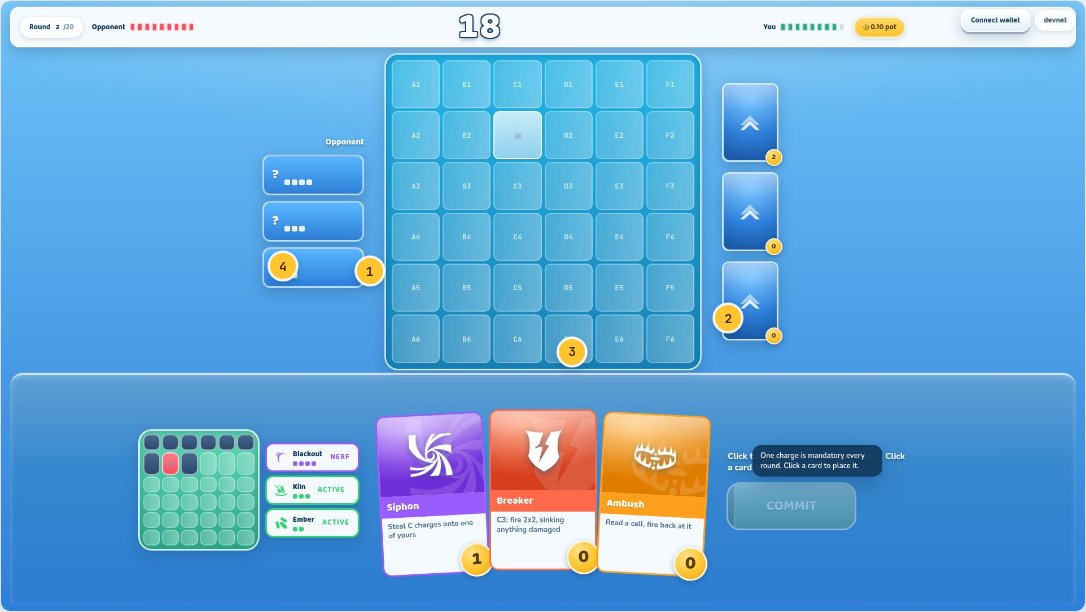 Round 2 /20
Opponent
18
You
0.10 pot
Connect wallet
devnet
A1 B1 C1 D1 E1 F1
A2 B2 D2 E2 F2
A3 B3 C3 D3 E3 F3
A4 B4 C4 D4 E4 F4
A5 B5 C5 D5 E5 F5
A6 B6 C6 E6 F6
Opponent
?
?
4
1
3
2
0
2
0
Blackout NERF
Kiln ACTIVE
Ember ACTIVE
Siphon
Steal C charges onto one
of yours
1
Breaker
C3: fire 2x2, sinking
anything damaged
0
Ambush
Read a cell, fire back at it
0
Click
Click
a card
One charge is mandatory every
round. Click a card to place it.
COMMIT